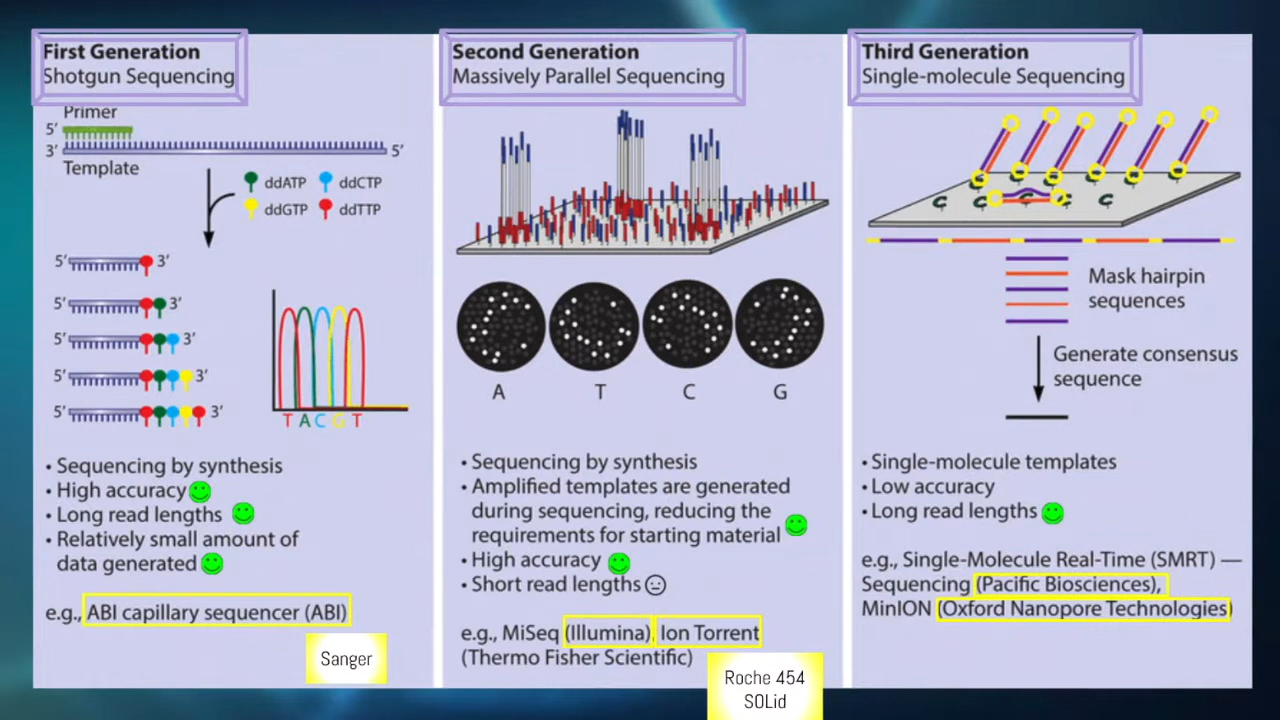 First Generation
Shotgun Sequencing
Primer
5'
3'
5'
Template
ddATP
ddCTP
ddGTP
ddTTP
5' 3'
5' 3'
5' 3'
5' 3'
5' 3'
T A C G T
• Sequencing by synthesis
• High accuracy
• Long read lengths
• Relatively small amount of
data generated
e.g., ABI capillary sequencer (ABI)
Sanger
Second Generation
Massively Parallel Sequencing
A T C G
• Sequencing by synthesis
• Amplified templates are generated
during sequencing, reducing the
requirements for starting material
• High accuracy
• Short read lengths
e.g., MiSeq (Illumina), Ion Torrent
(Thermo Fisher Scientific)
Roche 454
SOLid
Third Generation
Single-molecule Sequencing
Mask hairpin
sequences
Generate consensus
sequence
• Single-molecule templates
• Low accuracy
• Long read lengths
e.g., Single-Molecule Real-Time (SMRT) —
Sequencing (Pacific Biosciences),
MinION (Oxford Nanopore Technologies)